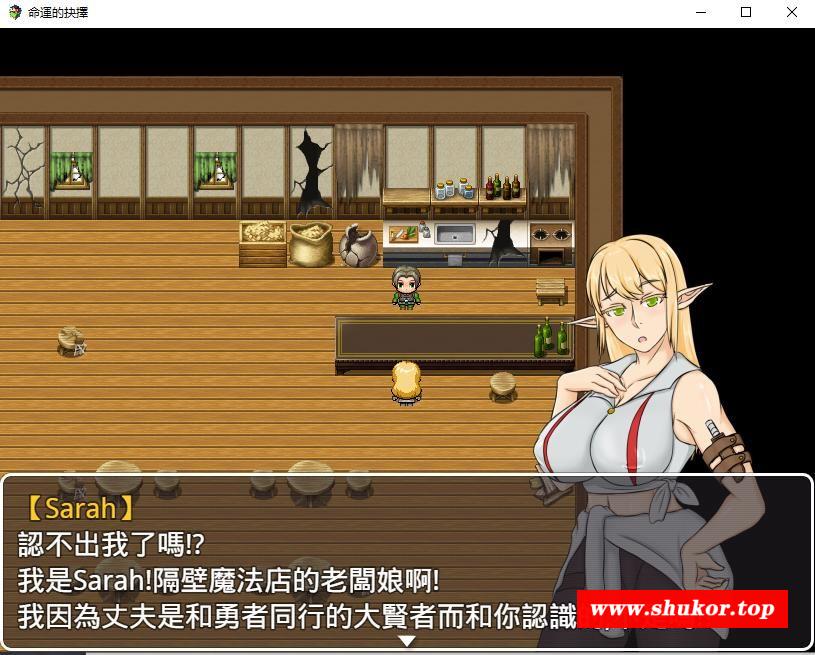 命運的抉擇
【Sarah】
認不出我了嗎!?
我是Sarah!隔壁魔法店的老闆娘啊!
我因為丈夫是和勇者同行的大賢者而和你認識
www.shukor.top